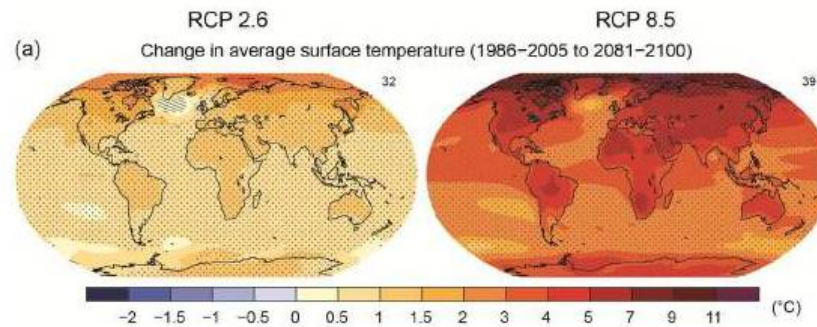 RCP 2.6 RCP 8.5
(a) Change in average surface temperature (1986−2005 to 2081−2100)
32 39
−2 −1.5 −1 −0.5 0 0.5 1 1.5 2 3 4 5 7 9 11 (°C)